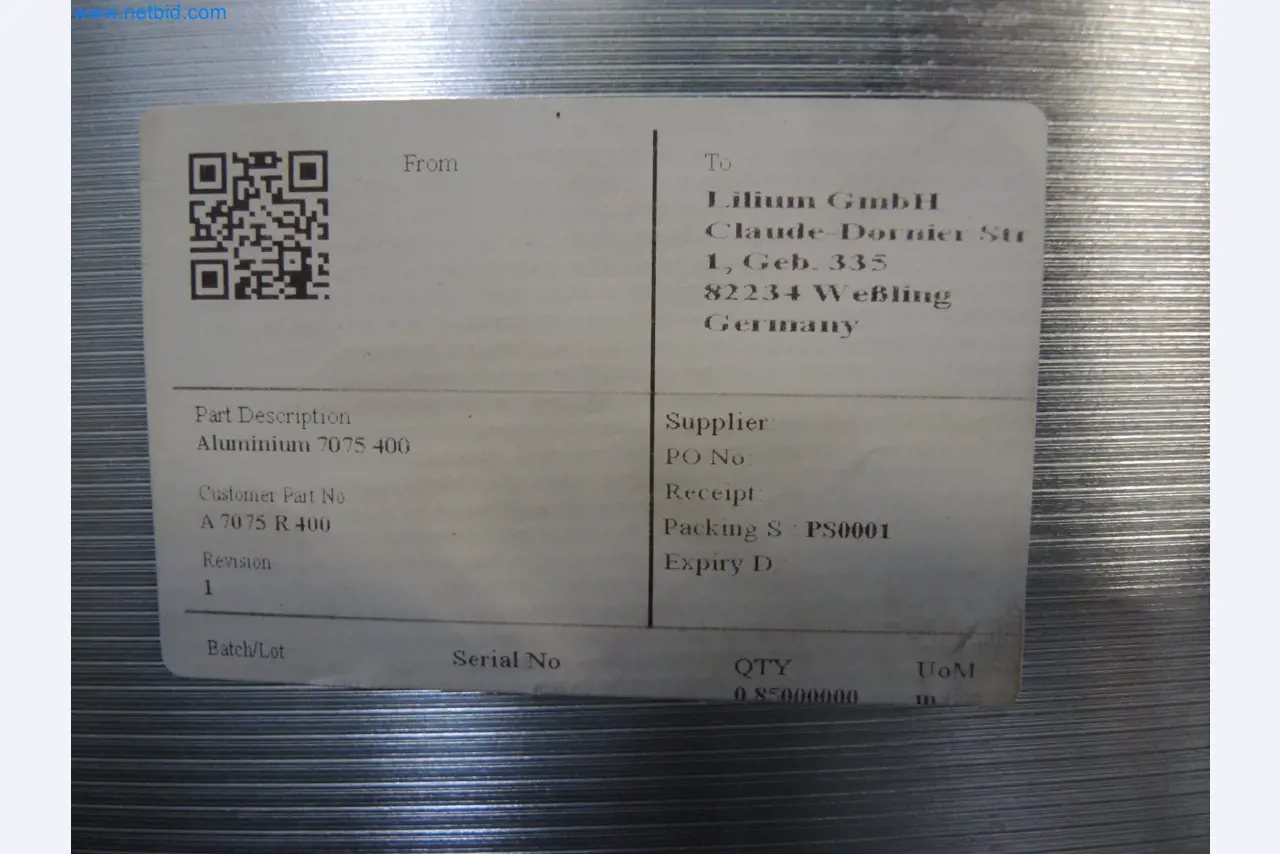 www.netbid.com
From
To
Lilium GmbH
Claude-Dornier Str
1, Geb. 335
82234 Weßling
Germany
Part Description
Aluminium 7075 400
Customer Part No
A 7075 R 400
Revision
1
Supplier:
PO No:
Receipt:
Packing S : PS0001
Expiry D
Batch/Lot
Serial No
QTY
UoM
0.85000000
m